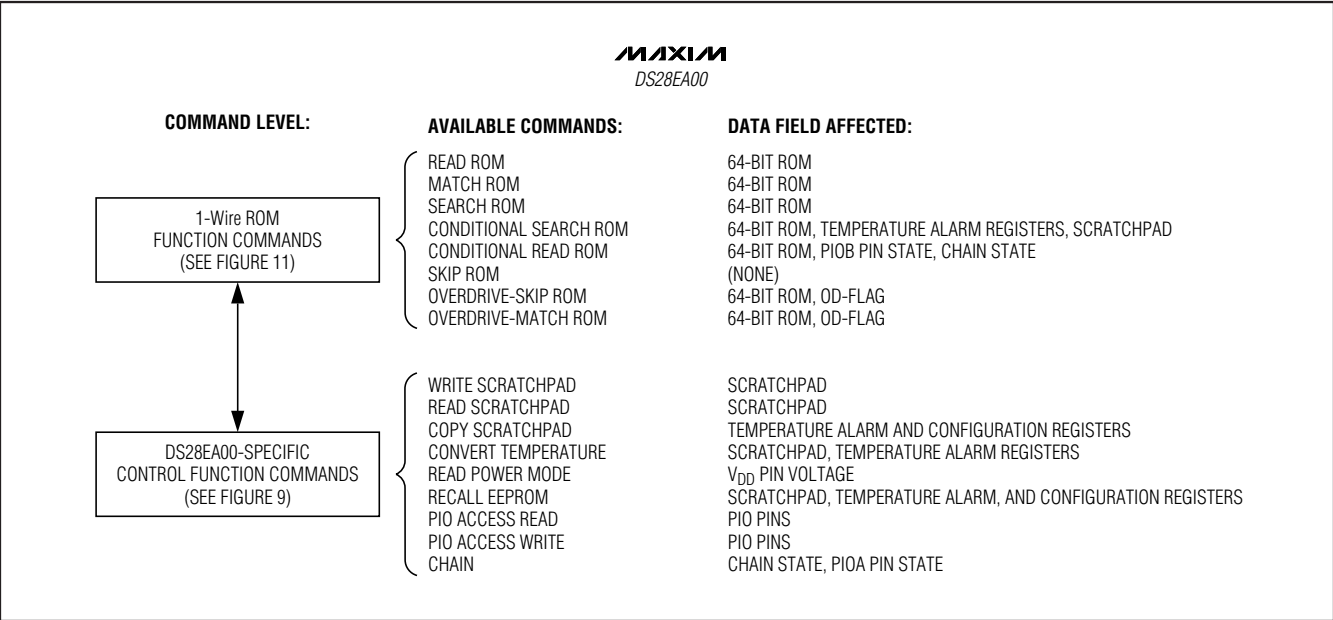 MAXIM
DS28EA00
COMMAND LEVEL: AVAILABLE COMMANDS: DATA FIELD AFFECTED:
READ ROM 64-BIT ROM
MATCH ROM 64-BIT ROM
SEARCH ROM 64-BIT ROM
CONDITIONAL SEARCH ROM 64-BIT ROM, TEMPERATURE ALARM REGISTERS, SCRATCHPAD
CONDITIONAL READ ROM 64-BIT ROM, PIOB PIN STATE, CHAIN STATE
SKIP ROM (NONE)
OVERDRIVE-SKIP ROM 64-BIT ROM, OD-FLAG
OVERDRIVE-MATCH ROM 64-BIT ROM, OD-FLAG
1-Wire ROM
FUNCTION COMMANDS
(SEE FIGURE 11)
WRITE SCRATCHPAD SCRATCHPAD
READ SCRATCHPAD SCRATCHPAD
COPY SCRATCHPAD TEMPERATURE ALARM AND CONFIGURATION REGISTERS
CONVERT TEMPERATURE SCRATCHPAD, TEMPERATURE ALARM REGISTERS
READ POWER MODE VDD PIN VOLTAGE
RECALL EEPROM SCRATCHPAD, TEMPERATURE ALARM, AND CONFIGURATION REGISTERS
PIO ACCESS READ PIO PINS
PIO ACCESS WRITE PIO PINS
CHAIN CHAIN STATE, PIOA PIN STATE
DS28EA00-SPECIFIC
CONTROL FUNCTION COMMANDS
(SEE FIGURE 9)